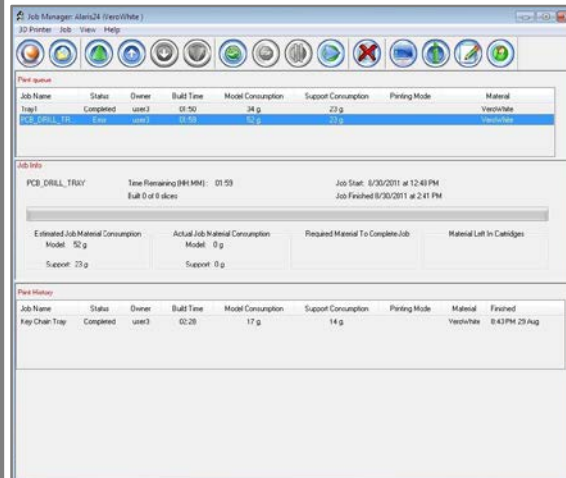 Job Manager: Alaris24 (VeroWhite )
3D Printer Job View Help
Print queue
Job Name Status Owner Build Time Model Consumption Support Consumption Printing Mode Material
Tray1 Completed user3 01:50 34 g. 23 g. VeroWhite
PCB_DRILL_TR... Error user3 01:59 52 g. 23 g. VeroWhite
Job Info
PCB_DRILL_TRAY Time Remaining (HH:MM) : 01:59 Job Start: 8/30/2011 at 12:43 PM
Built 0 of 0 slices Job Finished 8/30/2011 at 2:41 PM
Estimated Job Material Consumption Actual Job Material Consumption Required Material To Complete Job Material Left In Cartridges
Model: 52 g Model: 0 g
Support: 23 g Support: 0 g
Print History
Job Name Status Owner Build Time Model Consumption Support Consumption Printing Mode Material Finished
Key Chain Tray Completed user3 02:28 17 g. 14 g. VeroWhite 8:43 PM 29 Aug